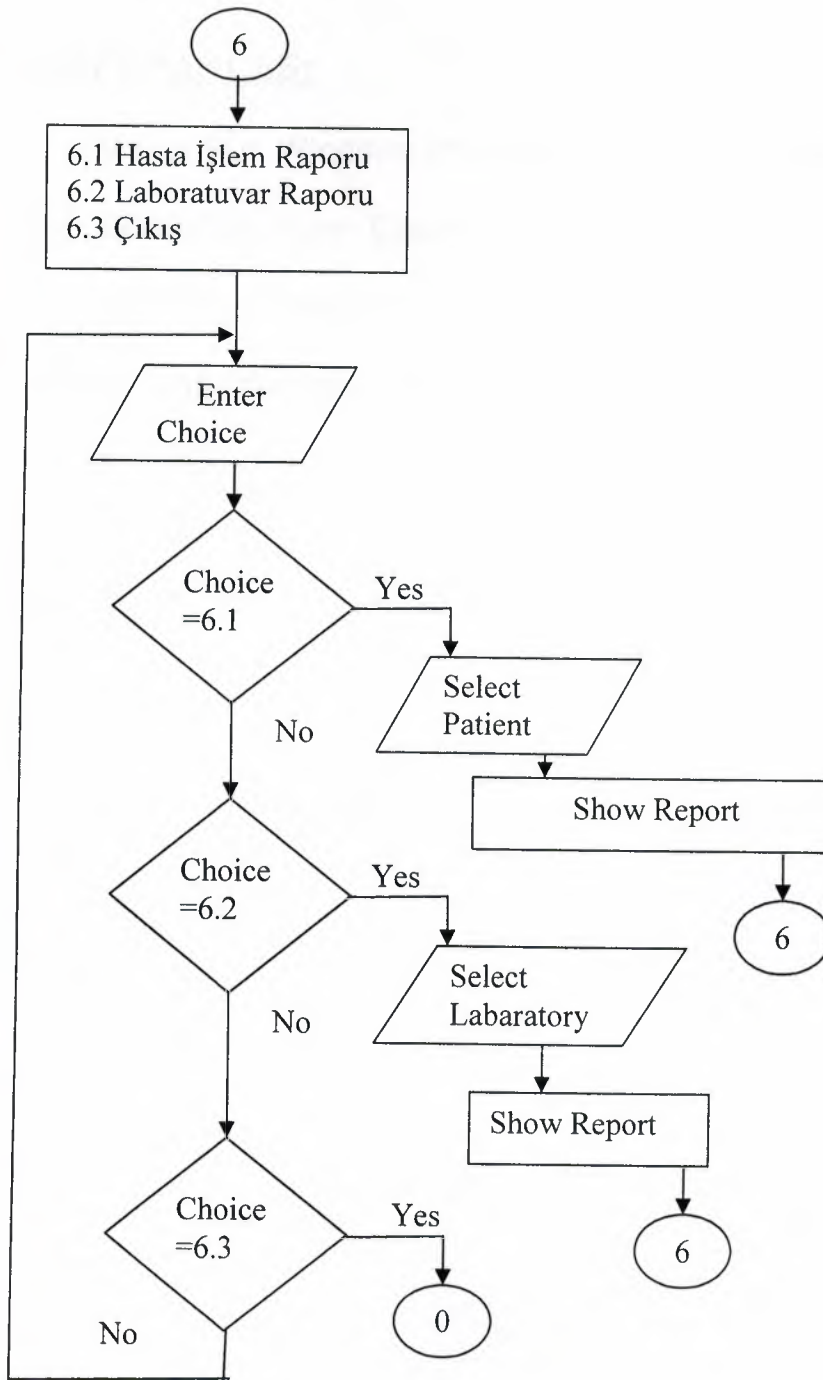 6
6.1 Hasta İşlem Raporu
6.2 Laboratuvar Raporu
6.3 Çıkış
Enter
Choice
Choice
=6.1
Yes
Select
Patient
No
Show Report
6
Choice
=6.2
Yes
Select
Labaratory
No
Show Report
6
Choice
=6.3
Yes
0
No